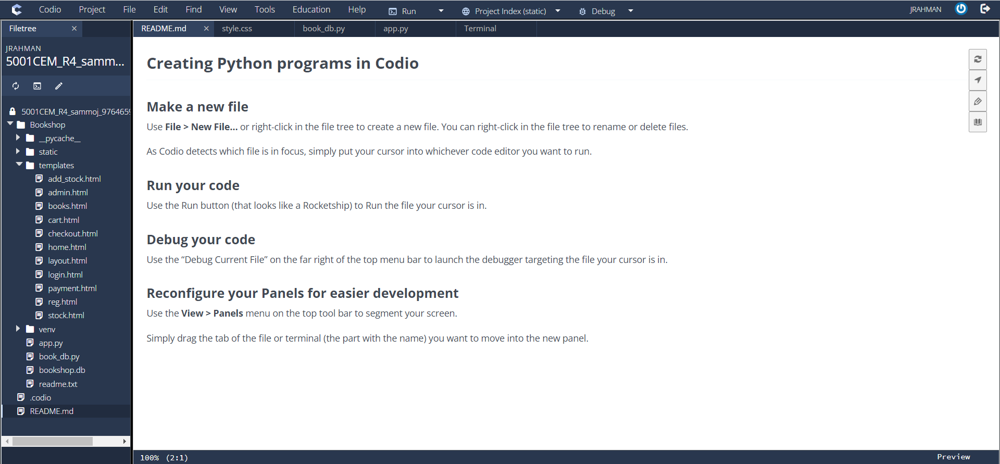 Codio Project File Edit Find View Tools Education Help Run Project Index (static) Debug JRAHMAN
Filetree
README.md style.css book_db.py app.py Terminal
JRAHMAN
5001CEM_R4_samm...
5001CEM_R4_sammoj_976465
Bookshop
__pycache__
static
templates
add_stock.html
admin.html
books.html
cart.html
checkout.html
home.html
layout.html
login.html
payment.html
reg.html
stock.html
venv
app.py
book_db.py
bookshop.db
readme.txt
.codio
README.md
Creating Python programs in Codio
Make a new file
Use File > New File... or right-click in the file tree to create a new file. You can right-click in the file tree to rename or delete files.
As Codio detects which file is in focus, simply put your cursor into whichever code editor you want to run.
Run your code
Use the Run button (that looks like a Rocketship) to Run the file your cursor is in.
Debug your code
Use the “Debug Current File” on the far right of the top menu bar to launch the debugger targeting the file your cursor is in.
Reconfigure your Panels for easier development
Use the View > Panels menu on the top tool bar to segment your screen.
Simply drag the tab of the file or terminal (the part with the name) you want to move into the new panel.
100% (2:1) Preview